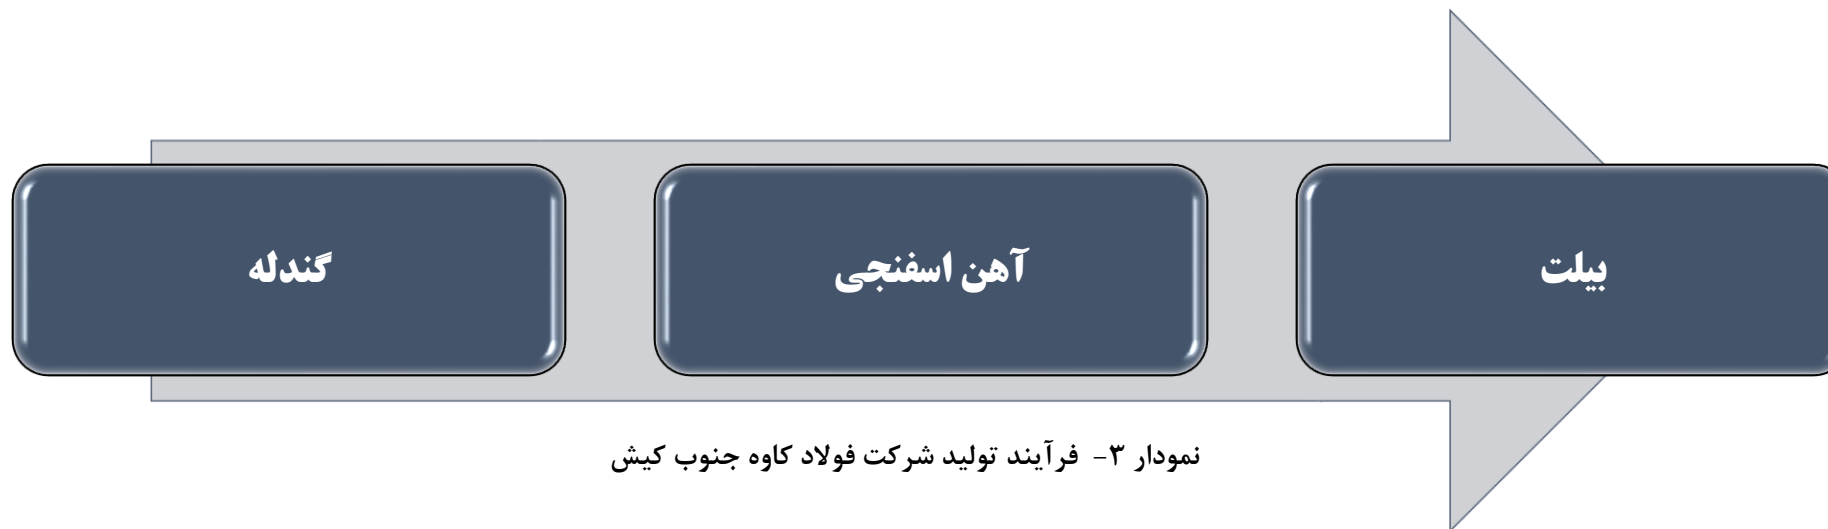 گندله
آهن اسفنجی
بیلت
نمودار ۳- فرآیند تولید شرکت فولاد کاوه جنوب کیش